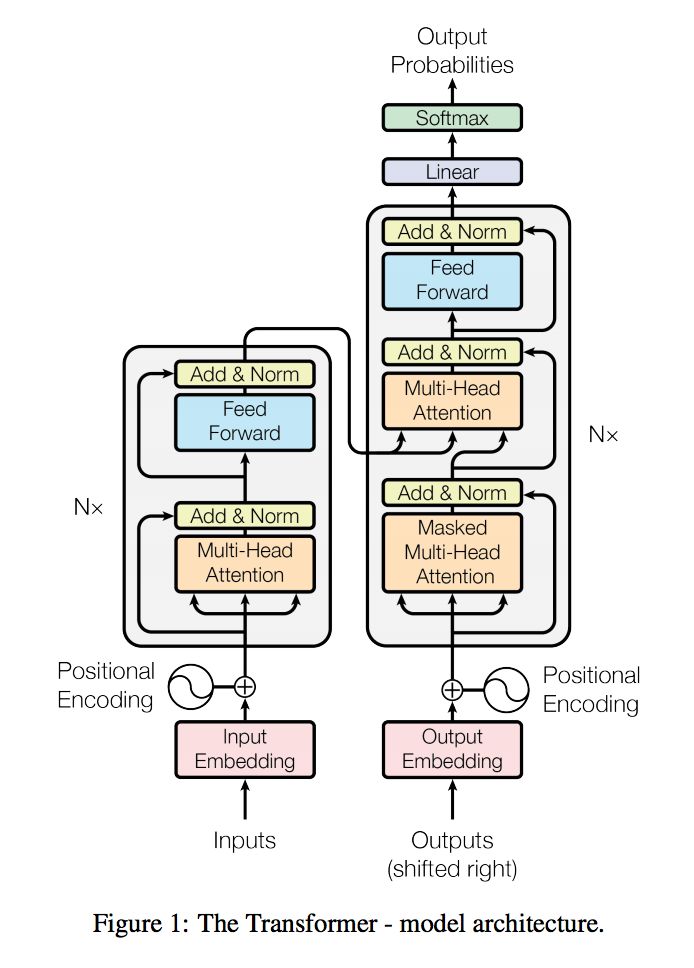 Output
Probabilities
Softmax
Linear
Add & Norm
Feed
Forward
Add & Norm
Multi-Head
Attention
Add & Norm
Masked
Multi-Head
Attention
N×
Add & Norm
Feed
Forward
Add & Norm
Multi-Head
Attention
N×
Positional
Encoding
Positional
Encoding
Input
Embedding
Output
Embedding
Inputs
Outputs
(shifted right)
Figure 1: The Transformer - model architecture.